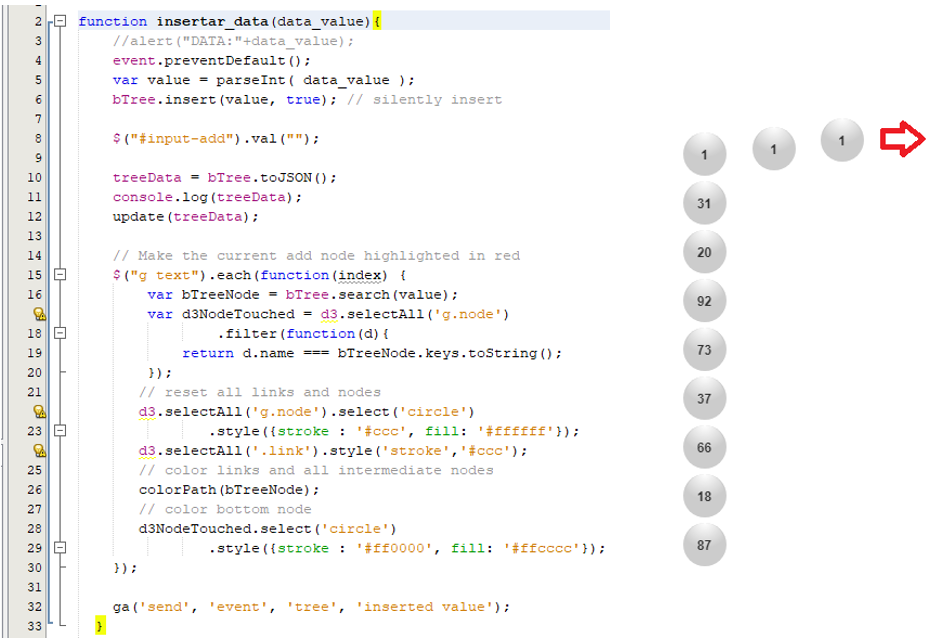 2 function insertar_data(data_value){
3 //alert("DATA:"+data_value);
4 event.preventDefault();
5 var value = parseInt( data_value );
6 bTree.insert(value, true); // silently insert
7
8 $("#input-add").val("");
9
10 treeData = bTree.toJSON();
11 console.log(treeData);
12 update(treeData);
13
14 // Make the current add node highlighted in red
15 $("g text").each(function(index) {
16 var bTreeNode = bTree.search(value);
var d3NodeTouched = d3.selectAll('g.node')
18 .filter(function(d){
19 return d.name === bTreeNode.keys.toString();
20 });
21 // reset all links and nodes
d3.selectAll('g.node').select('circle')
23 .style({stroke : '#ccc', fill: '#ffffff'});
d3.selectAll('.link').style('stroke','#ccc');
25 // color links and all intermediate nodes
26 colorPath(bTreeNode);
27 // color bottom node
28 d3NodeTouched.select('circle')
29 .style({stroke : '#ff0000', fill: '#ffcccc'});
30 });
31
32 ga('send', 'event', 'tree', 'inserted value');
33 }
1 1 1
31
20
92
73
37
66
18
87